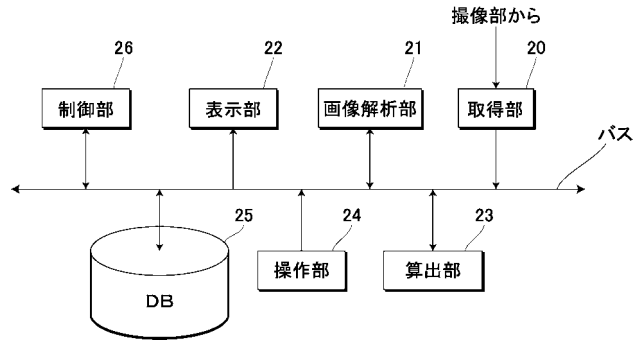 撮像部から
26
22
21
20
制御部
表示部
画像解析部
取得部
バス
25
24
23
DB
操作部
算出部